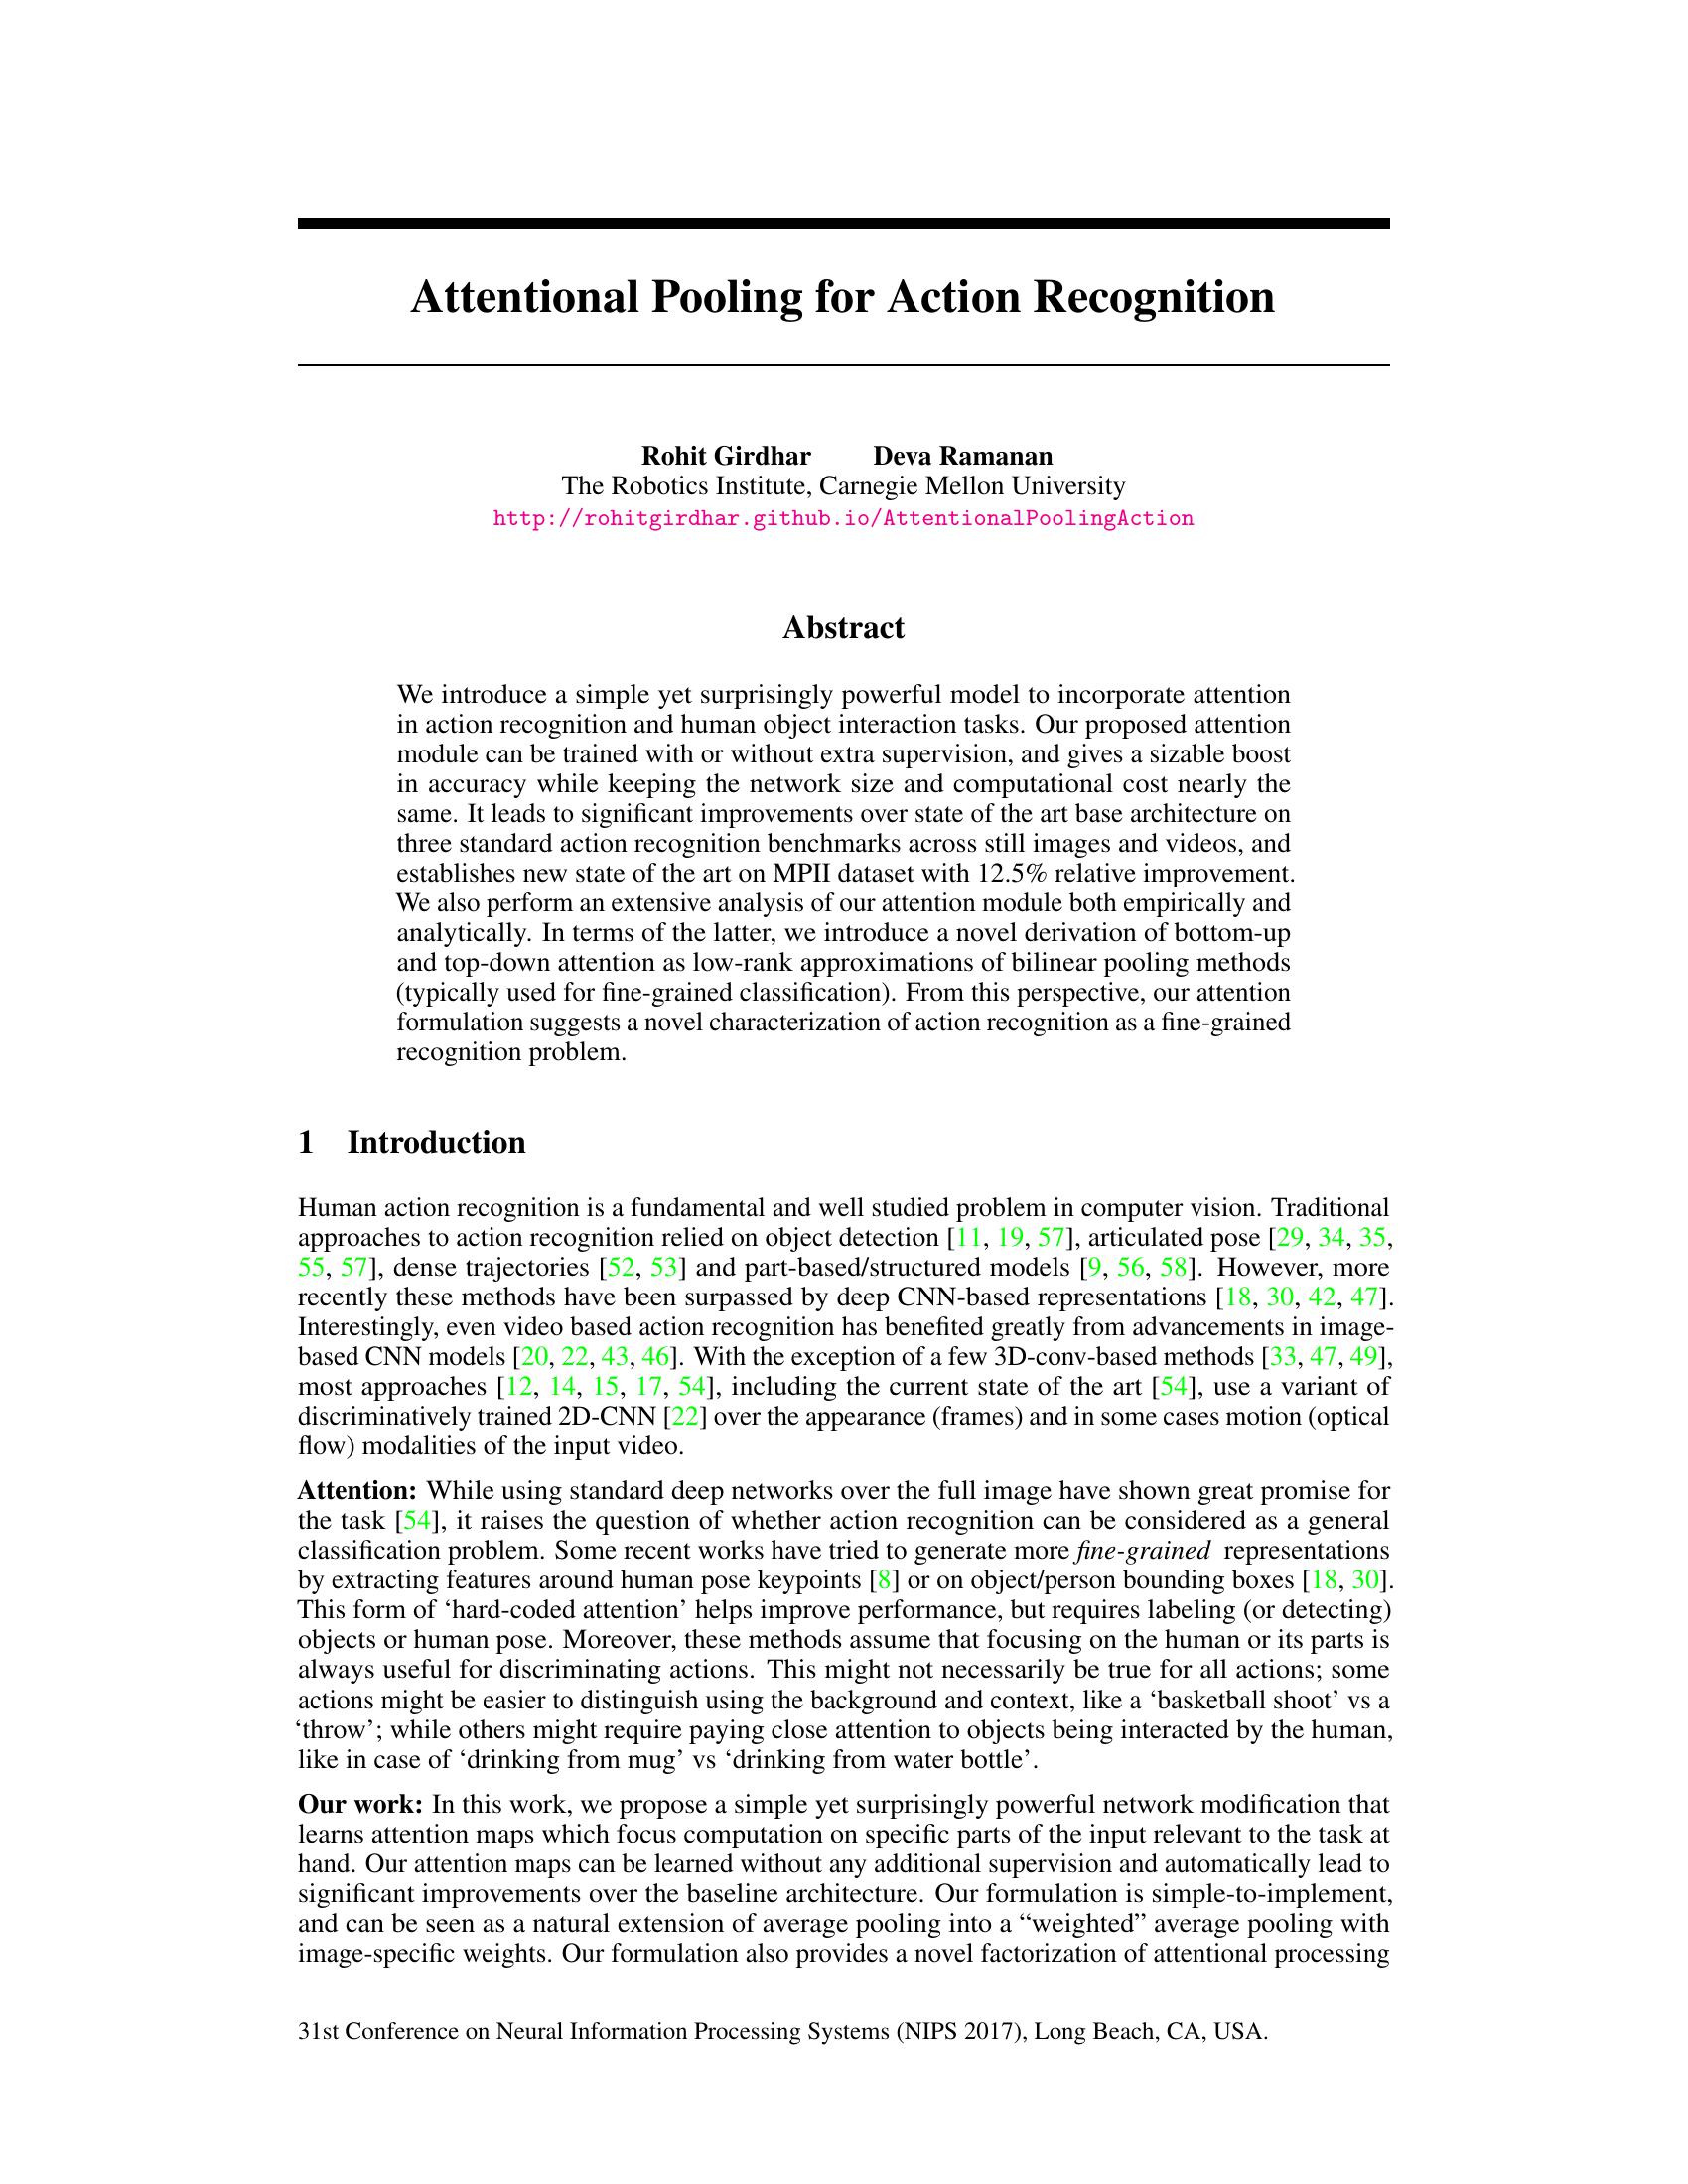 Attentional Pooling for Action Recognition
Rohit Girdhar Deva Ramanan
The Robotics Institute, Carnegie Mellon University
http://rohitgirdhar.github.io/AttentionalPoolingAction
Abstract
We introduce a simple yet surprisingly powerful model to incorporate attention
in action recognition and human object interaction tasks. Our proposed attention
module can be trained with or without extra supervision, and gives a sizable boost
in accuracy while keeping the network size and computational cost nearly the
same. It leads to significant improvements over state of the art base architecture on
three standard action recognition benchmarks across still images and videos, and
establishes new state of the art on MPII dataset with 12.5% relative improvement.
We also perform an extensive analysis of our attention module both empirically and
analytically. In terms of the latter, we introduce a novel derivation of bottom-up
and top-down attention as low-rank approximations of bilinear pooling methods
(typically used for fine-grained classification). From this perspective, our attention
formulation suggests a novel characterization of action recognition as a fine-grained
recognition problem.
1 Introduction
Human action recognition is a fundamental and well studied problem in computer vision. Traditional
approaches to action recognition relied on object detection [11, 19, 57], articulated pose [29, 34, 35,
55, 57], dense trajectories [52, 53] and part-based/structured models [9, 56, 58]. However, more
recently these methods have been surpassed by deep CNN-based representations [18, 30, 42, 47].
Interestingly, even video based action recognition has benefited greatly from advancements in image-
based CNN models [20, 22, 43, 46]. With the exception of a few 3D-conv-based methods [33, 47, 49],
most approaches [12, 14, 15, 17, 54], including the current state of the art [54], use a variant of
discriminatively trained 2D-CNN [22] over the appearance (frames) and in some cases motion (optical
flow) modalities of the input video.
Attention: While using standard deep networks over the full image have shown great promise for
the task [54], it raises the question of whether action recognition can be considered as a general
classification problem. Some recent works have tried to generate more fine-grained representations
by extracting features around human pose keypoints [8] or on object/person bounding boxes [18, 30].
This form of ‘hard-coded attention’ helps improve performance, but requires labeling (or detecting)
objects or human pose. Moreover, these methods assume that focusing on the human or its parts is
always useful for discriminating actions. This might not necessarily be true for all actions; some
actions might be easier to distinguish using the background and context, like a ‘basketball shoot’ vs a
‘throw’; while others might require paying close attention to objects being interacted by the human,
like in case of ‘drinking from mug’ vs ‘drinking from water bottle’.
Our work: In this work, we propose a simple yet surprisingly powerful network modification that
learns attention maps which focus computation on specific parts of the input relevant to the task at
hand. Our attention maps can be learned without any additional supervision and automatically lead to
significant improvements over the baseline architecture. Our formulation is simple-to-implement,
and can be seen as a natural extension of average pooling into a “weighted” average pooling with
image-specific weights. Our formulation also provides a novel factorization of attentional processing
31st Conference on Neural Information Processing Systems (NIPS 2017), Long Beach, CA, USA.